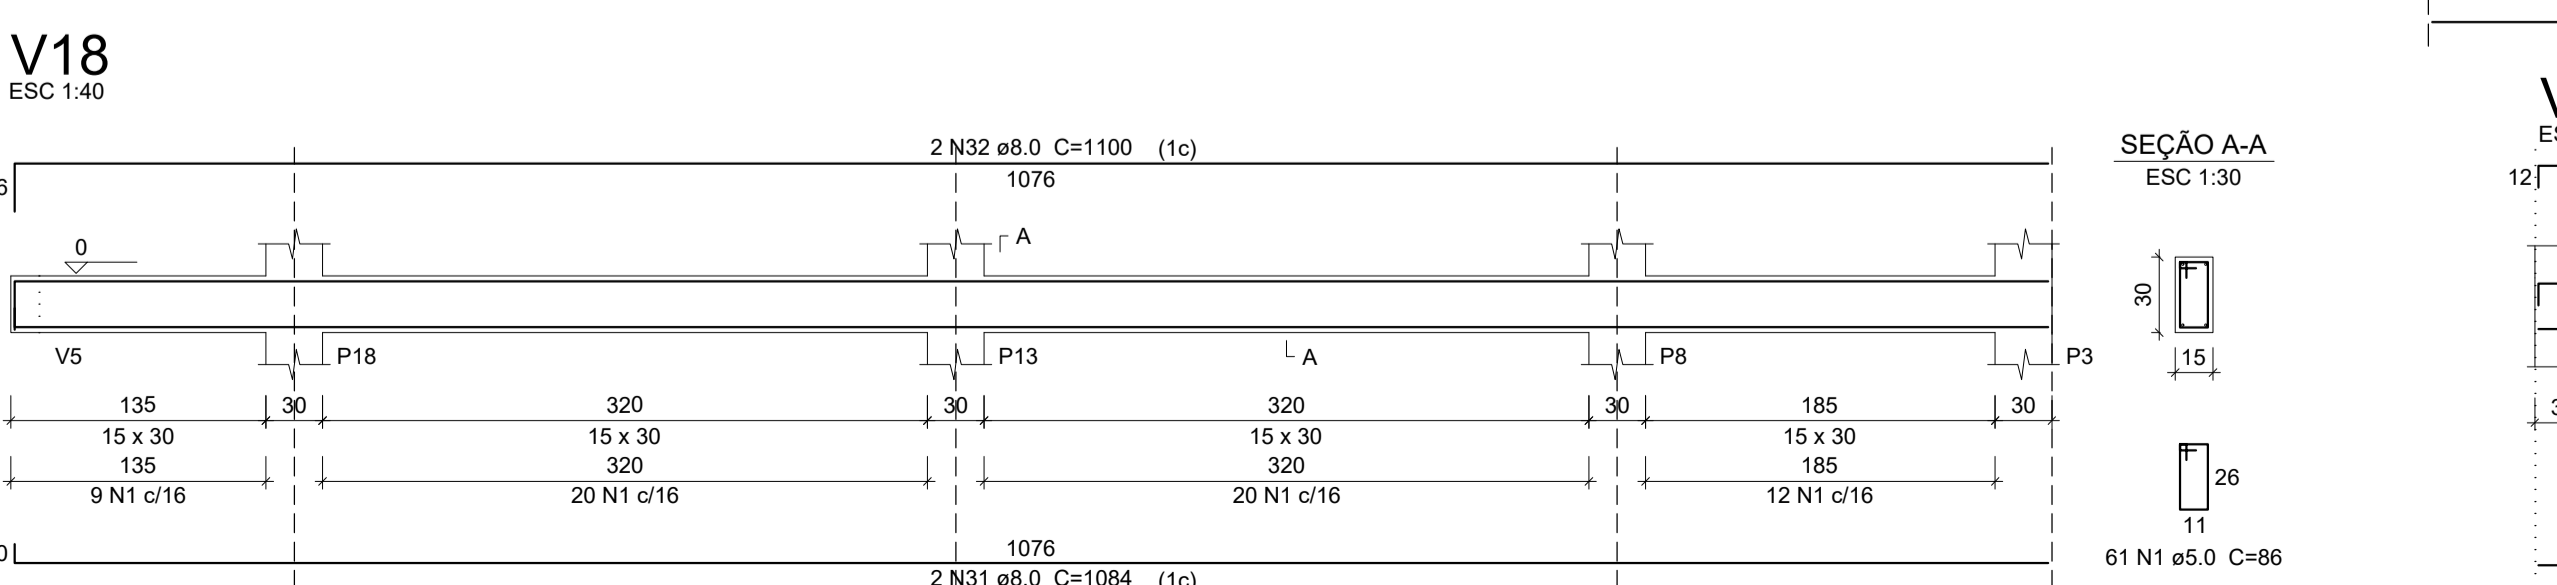 V18
ESC 1:40
2 N32 ø8.0 C=1100 (1c)
1076
SEÇÃO A-A
ESC 1:30
12
0
A
30
V5
P18
P13
A
P8
P3
15
135
30
320
30
320
30
185
30
15 x 30
15 x 30
15 x 30
15 x 30
135
320
320
185
9 N1 c/16
20 N1 c/16
20 N1 c/16
12 N1 c/16
26
11
1076
61 N1 ø5.0 C=86
2 N31 ø8.0 C=1084 (1c)